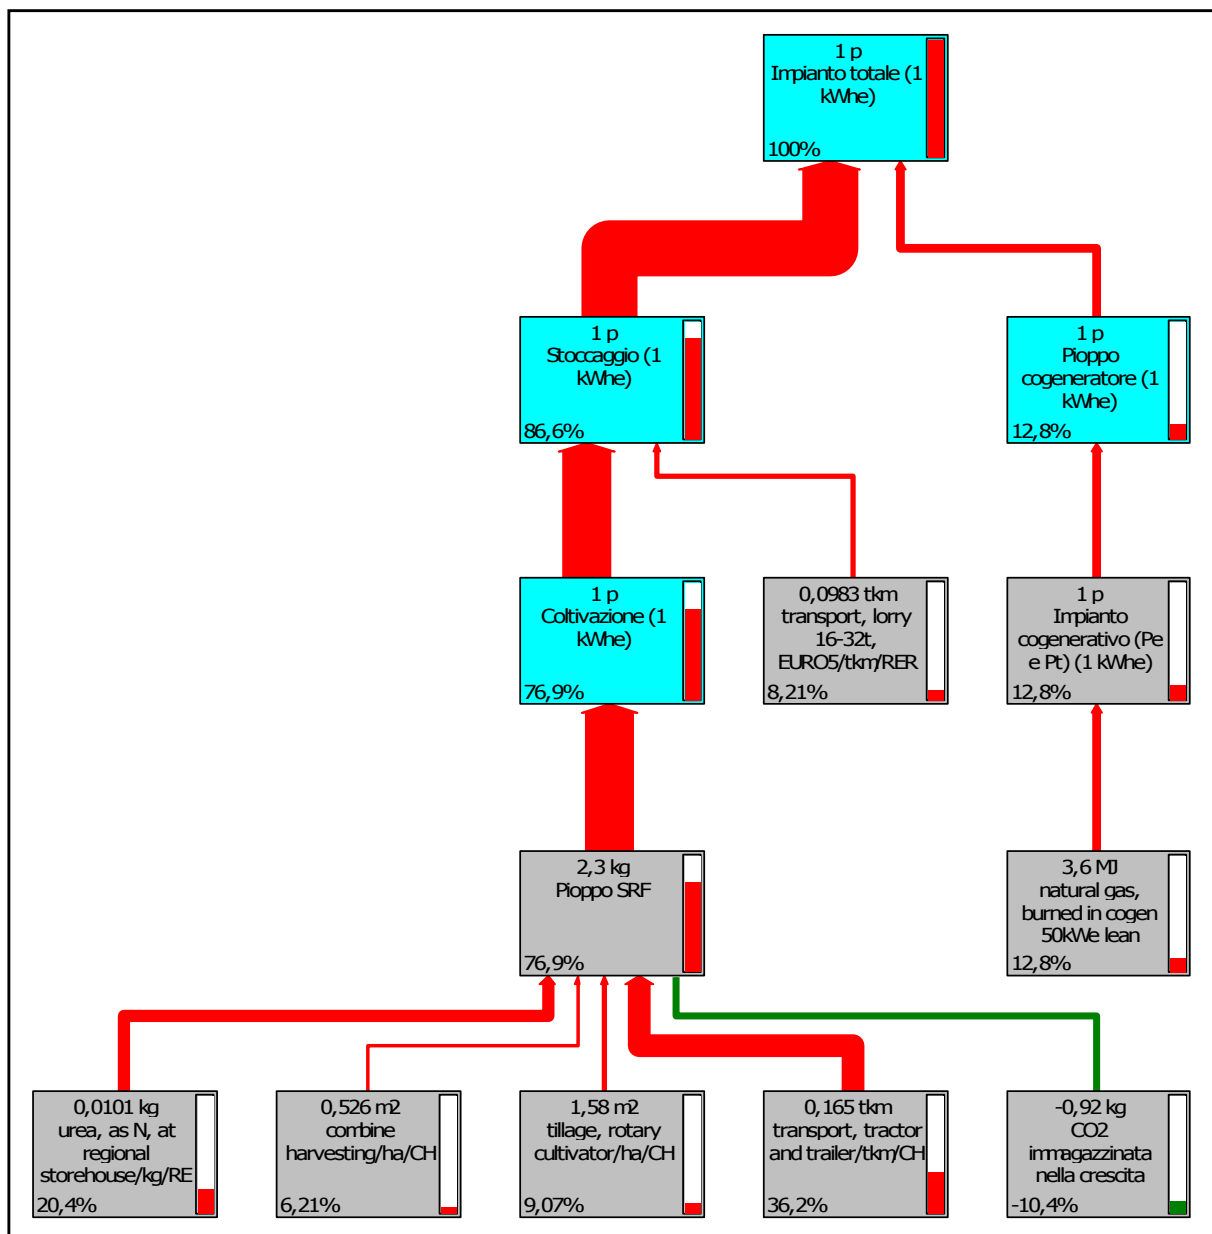 1 p
Impianto totale (1
kWhe)
100%
1 p
Stoccaggio (1
kWhe)
86,6%
1 p
Pioppo
cogeneratore (1
kWhe)
12,8%
1 p
Coltivazione (1
kWhe)
76,9%
0,0983 tkm
transport, lorry
16-32t,
EURO5/tkm/RER
8,21%
1 p
Impianto
cogenerativo (Pe
e Pt) (1 kWhe)
12,8%
2,3 kg
Pioppo SRF
76,9%
3,6 MJ
natural gas,
burned in cogen
50kWe lean
12,8%
0,0101 kg
urea, as N, at
regional
storehouse/kg/RE
20,4%
0,526 m2
combine
harvesting/ha/CH
6,21%
1,58 m2
tillage, rotary
cultivator/ha/CH
9,07%
0,165 tkm
transport, tractor
and trailer/tkm/CH
36,2%
-0,92 kg
CO2
immagazzinata
nella crescita
-10,4%